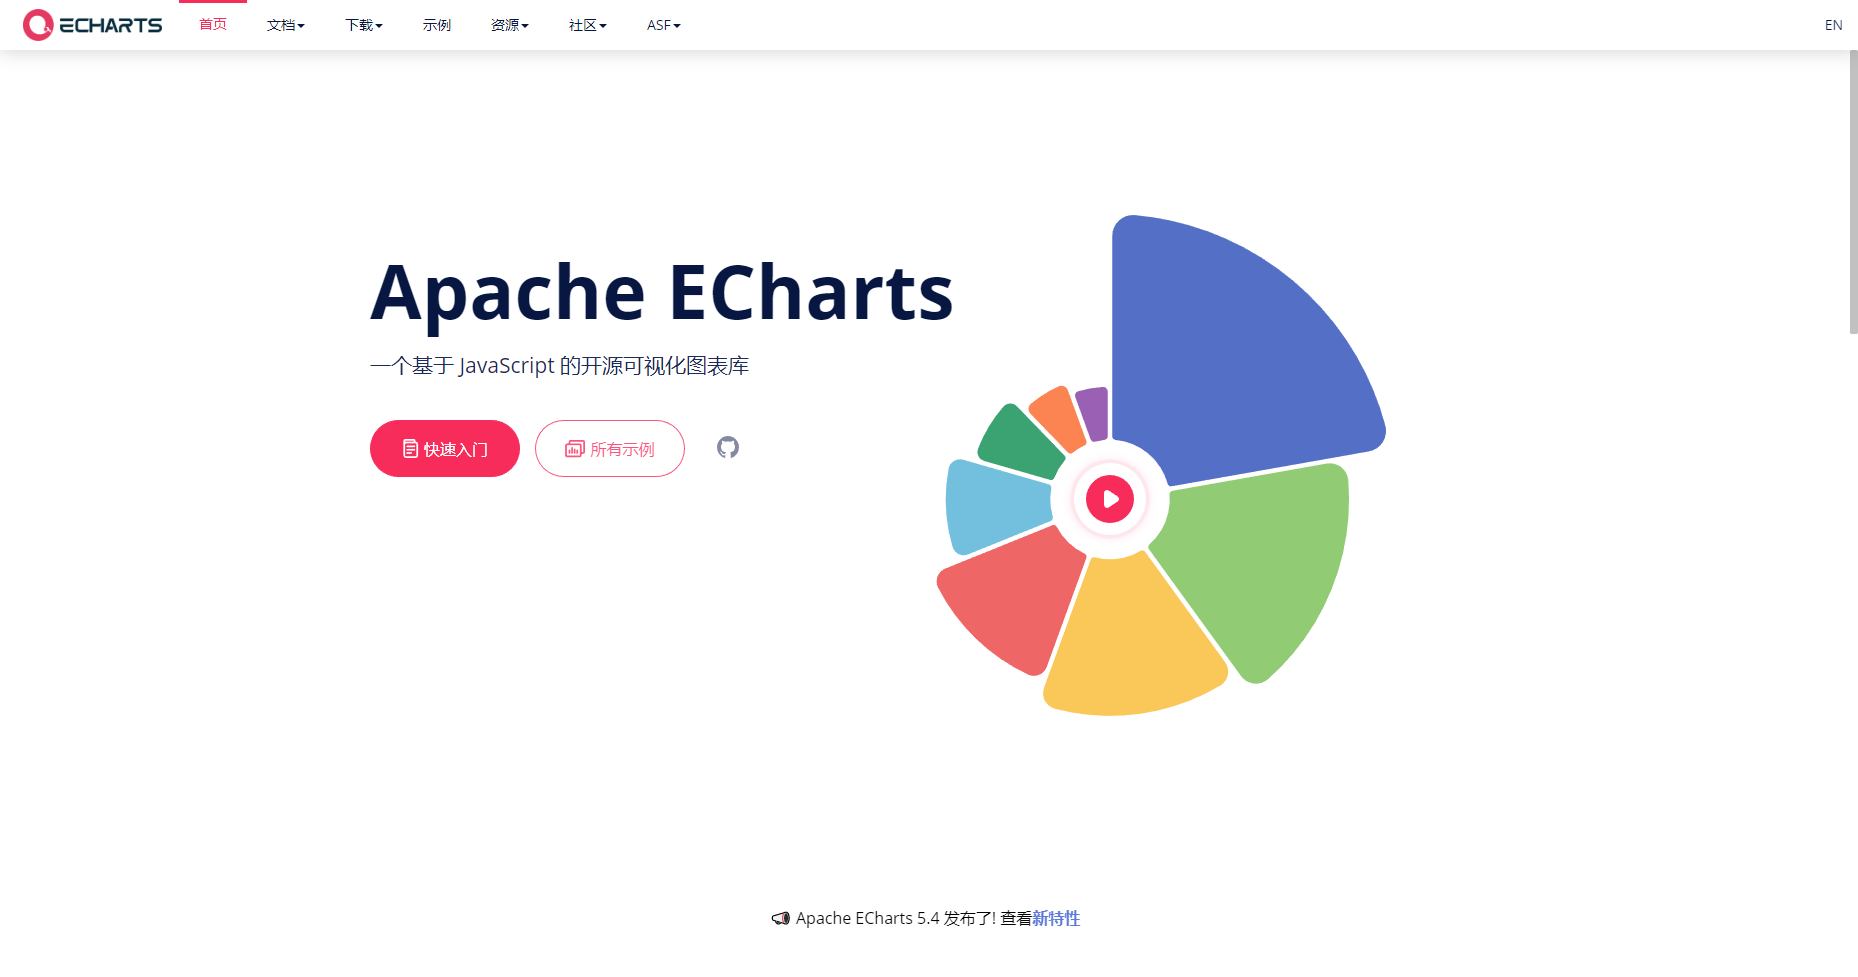 ECHARTS 首页 文档 下载 示例 资源 社区 ASF EN
Apache ECharts
一个基于 JavaScript 的开源可视化图表库
快速入门 所有示例
Apache ECharts 5.4 发布了! 查看新特性